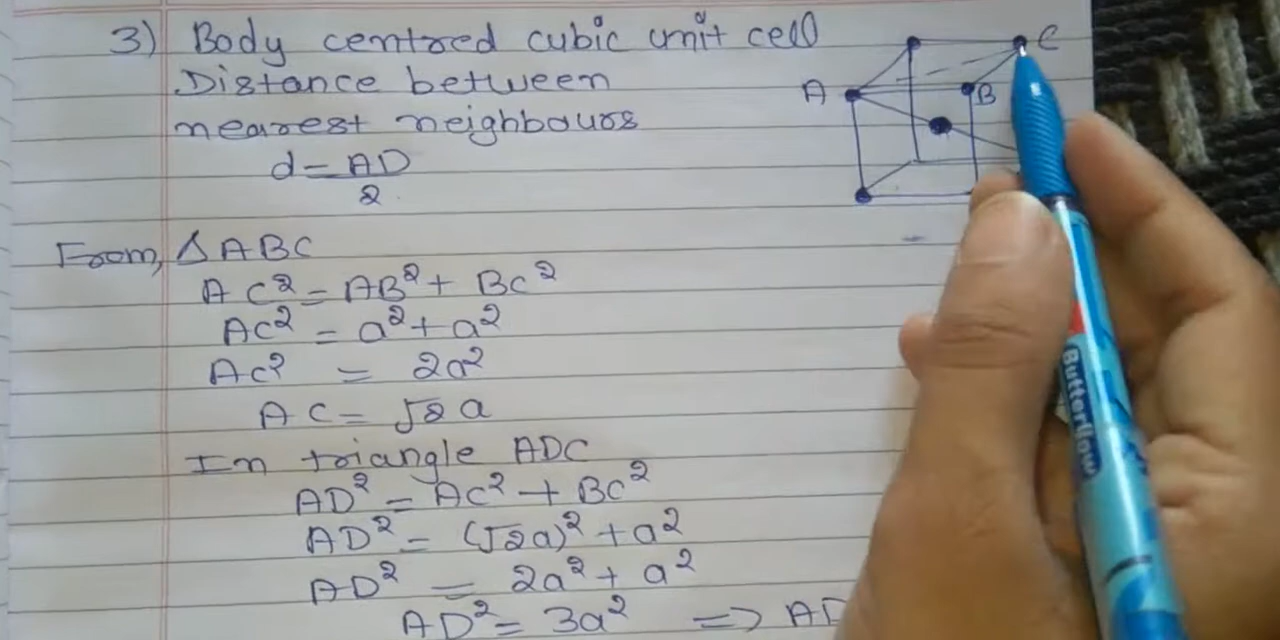 3) Body centred cubic unit cell
Distance between
nearest neighbours
d = AD
2
From, △ABC
AC² = AB² + BC²
AC² = a² + a²
AC² = 2a²
AC = √2 a
In triangle ADC
AD² = AC² + BC²
AD² = (√2a)² + a²
AD² = 2a² + a²
AD² = 3a² => AD
A
B
C
Butterflow